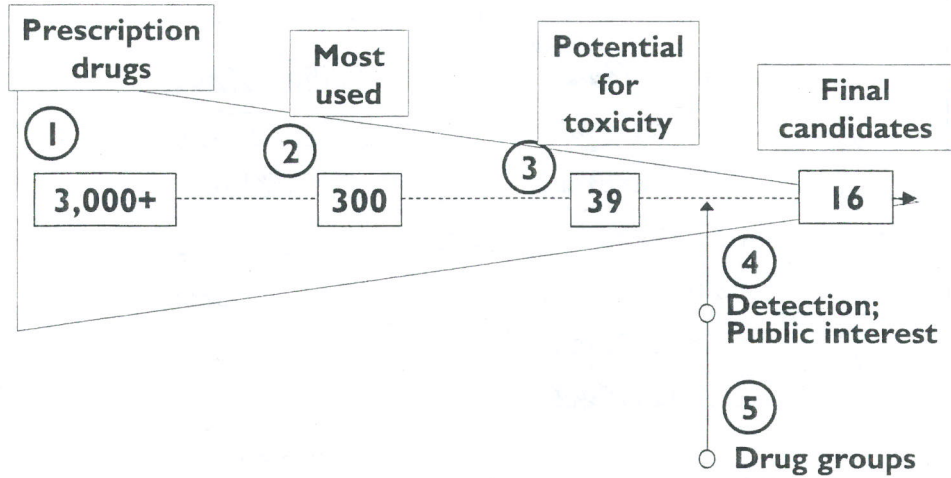 Prescription
drugs
Most
used
Potential
for
toxicity
Final
candidates
1
2
3
3,000+
300
39
16
4
Detection;
Public interest
5
Drug groups